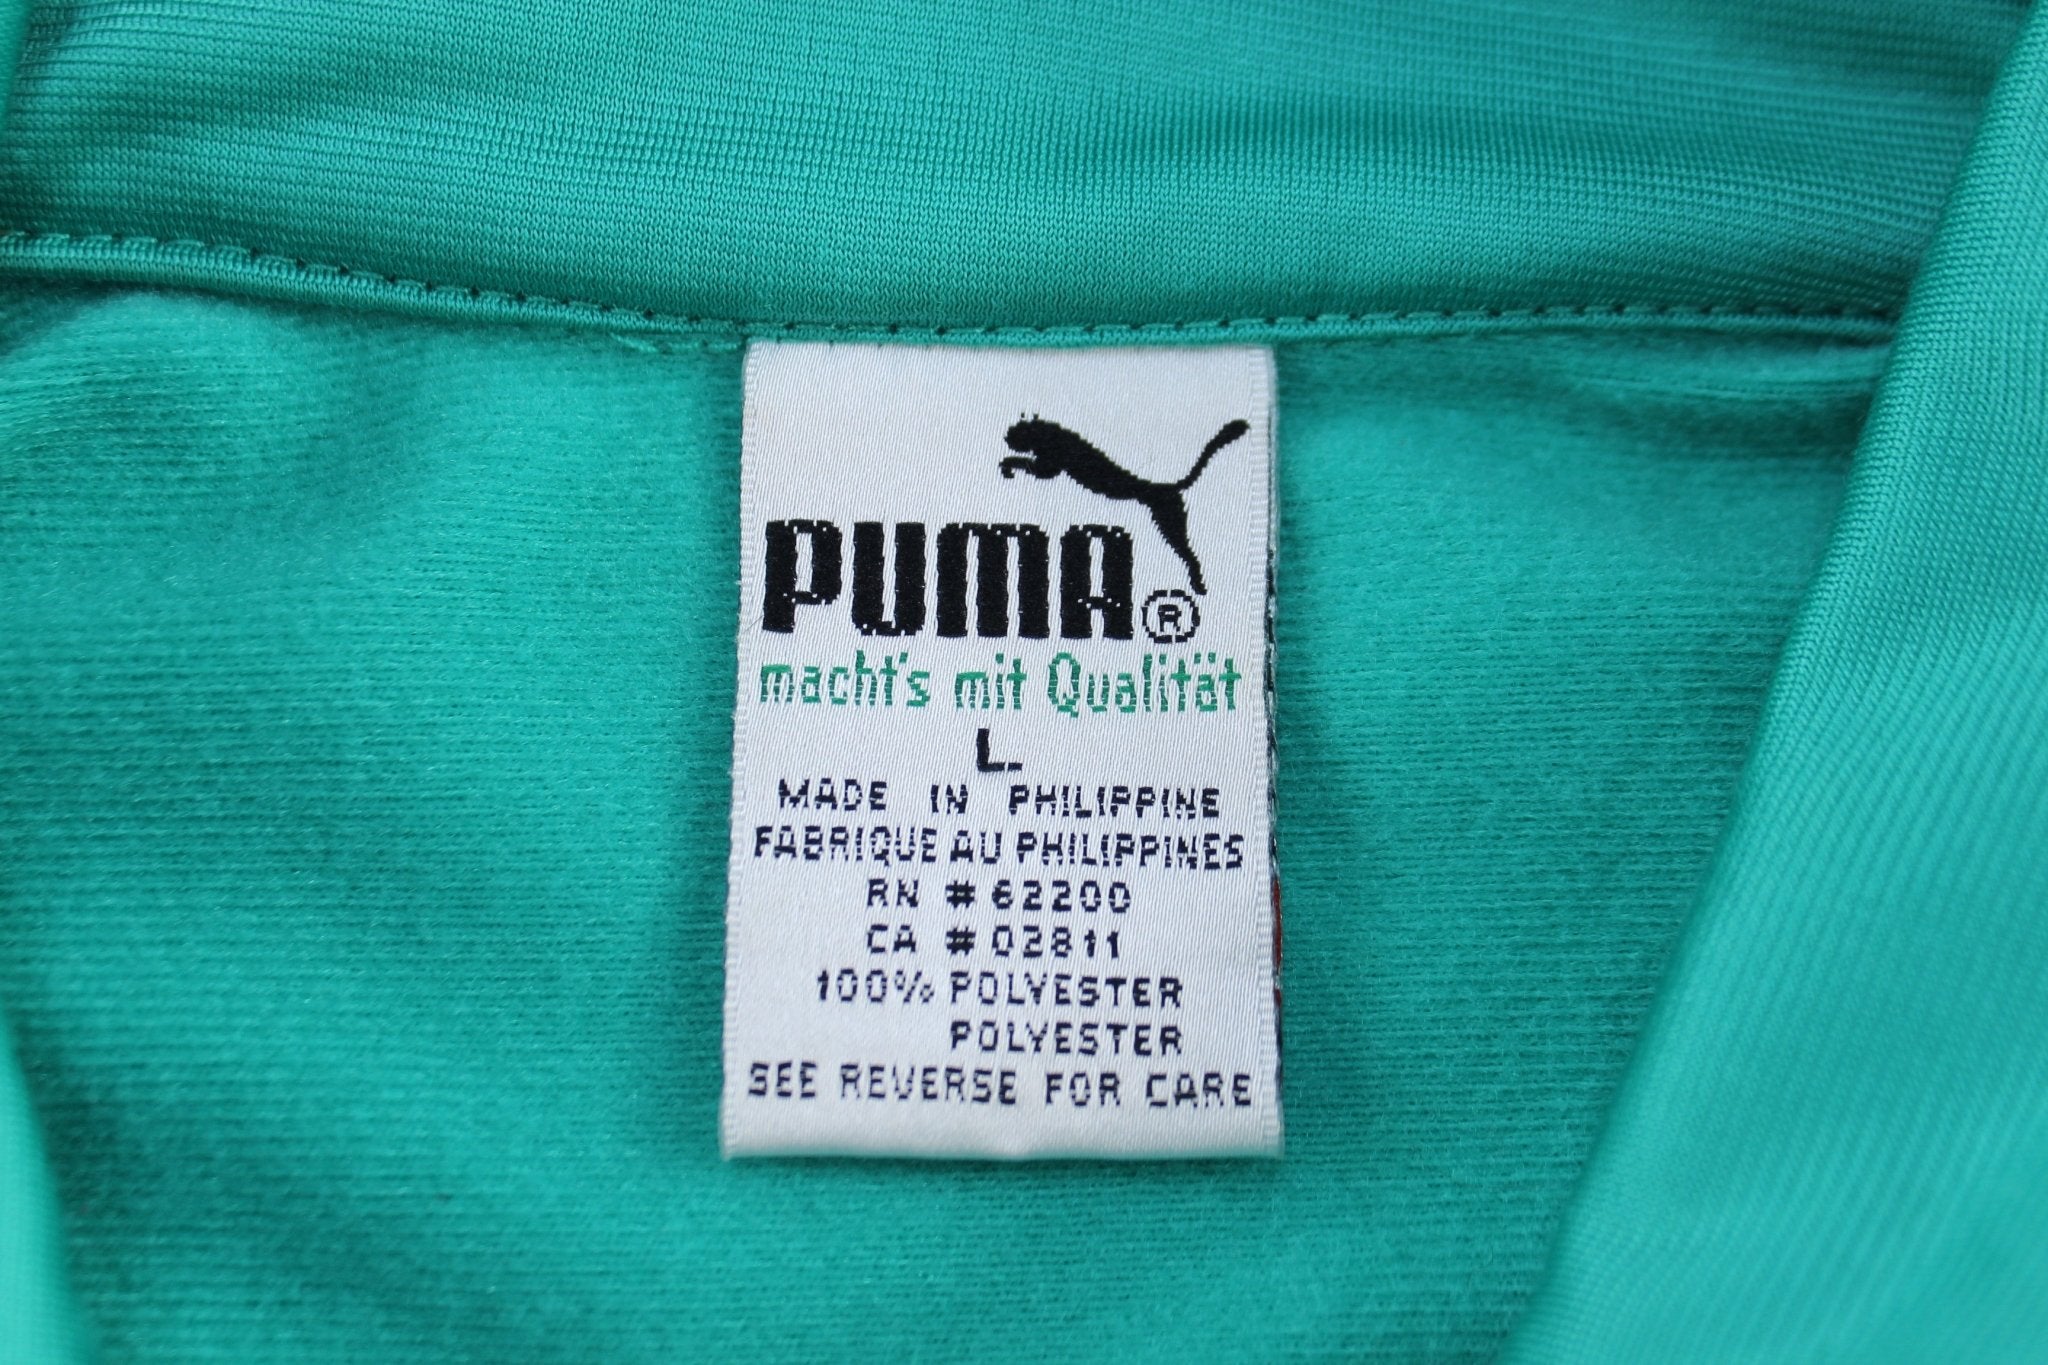 PUMA®
macht's mit Qualität
L.
MADE IN PHILIPPINE
FABRIQUE AU PHILIPPINES
RN # 62200
CA # 02811
100% POLYESTER
POLYESTER
SEE REVERSE FOR CARE